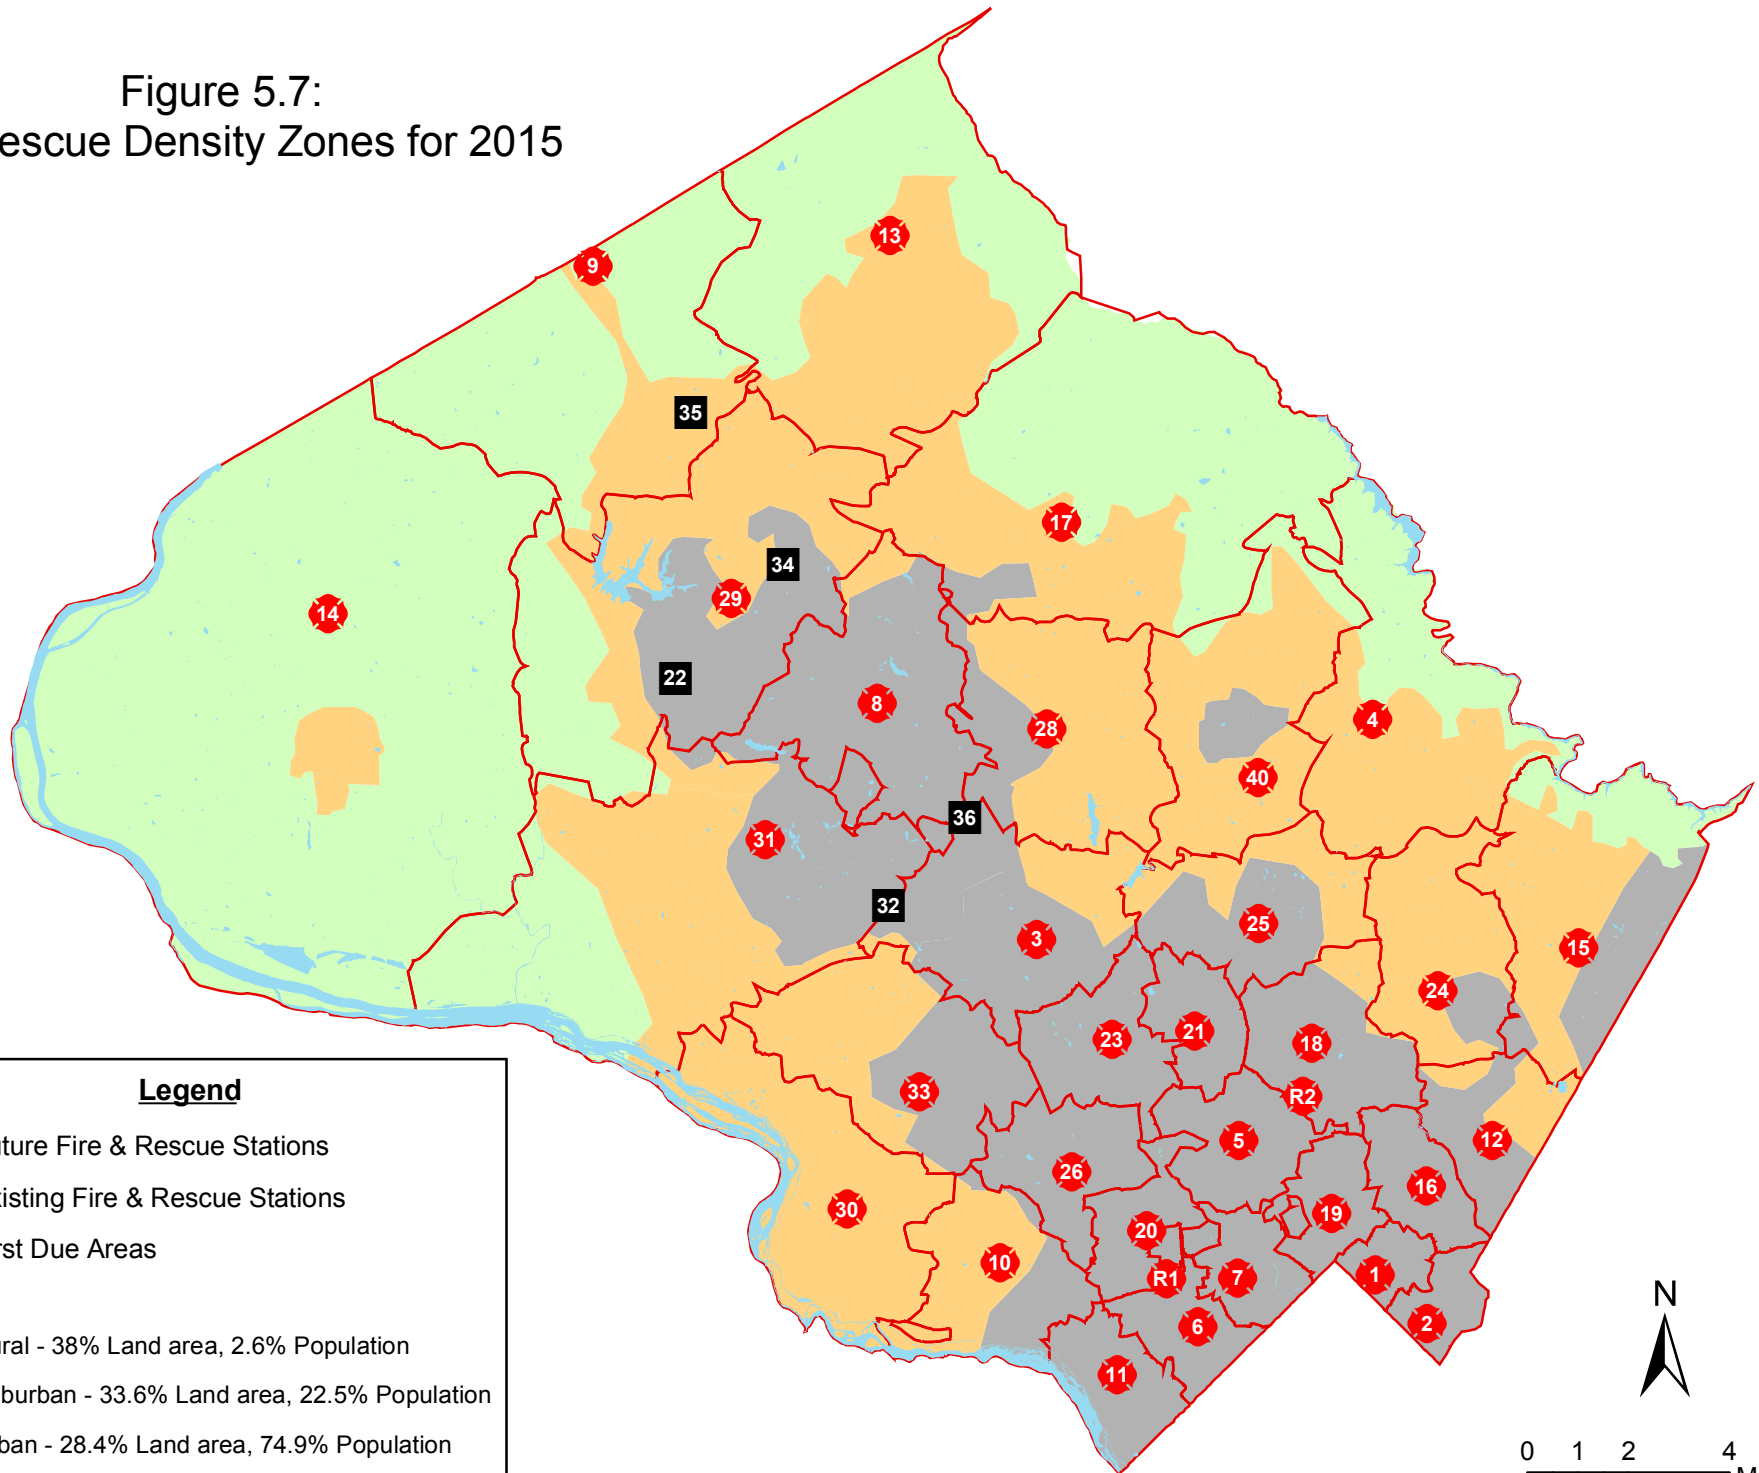 Figure 5.7:
escue Density Zones for 2015
13
9
35
17
34
29
14
22
8
28
4
40
36
31
32
3
25
15
24
23
21
18
33
R2
5
12
26
16
30
20
19
10
R1
7
1
6
2
11
N
0 1 2 4
M
Legend
uture Fire & Rescue Stations
xisting Fire & Rescue Stations
rst Due Areas
ural - 38% Land area, 2.6% Population
burban - 33.6% Land area, 22.5% Population
ban - 28.4% Land area, 74.9% Population